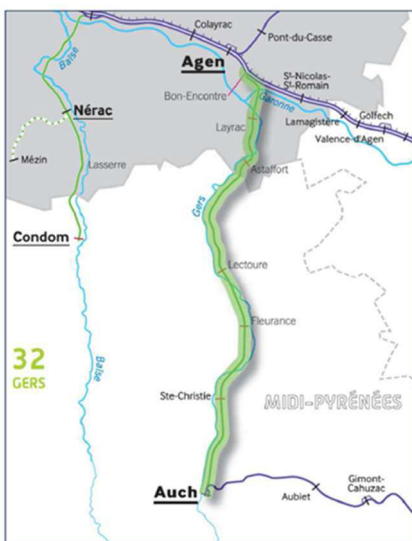 Colayrac
Pont-du-Casse
Baïse
Agen
St-Nicolas-
St-Romain
Bon-Encontre
Garonne
Golfech
Nérac
Layrac
Lamagistère
Valence-d'Agen
Mézin
Lasserre
Astaffort
Gers
Condom
Lectoure
Fleurance
32
GERS
Baïse
Ste-Christie
MIDI-PYRÉNÉES
Auch
Gimont-
Cahuzac
Aubiet